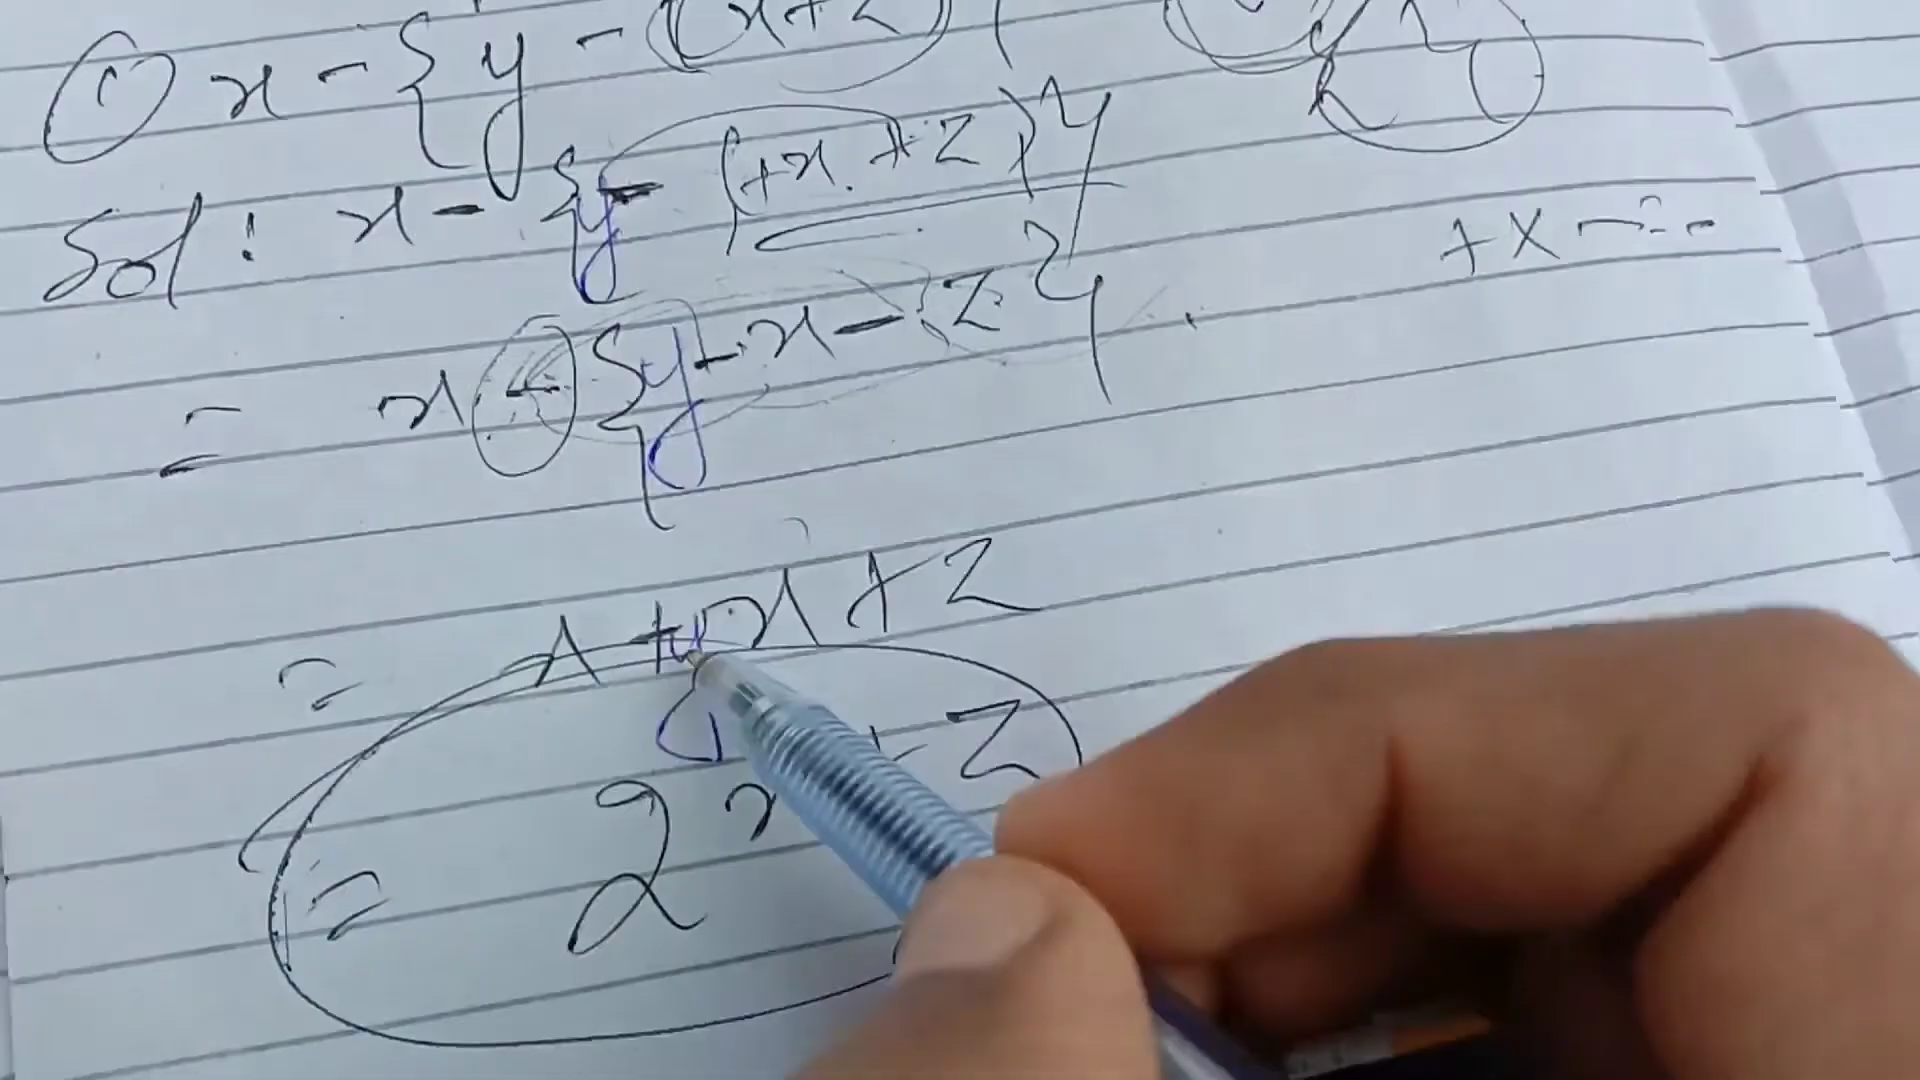 ① x - {y - (x + z)}
Sol: x - {y - (+x + z)}
+ x - = -
= x - {y - x - z}
= x + y x + z
= 2x + z